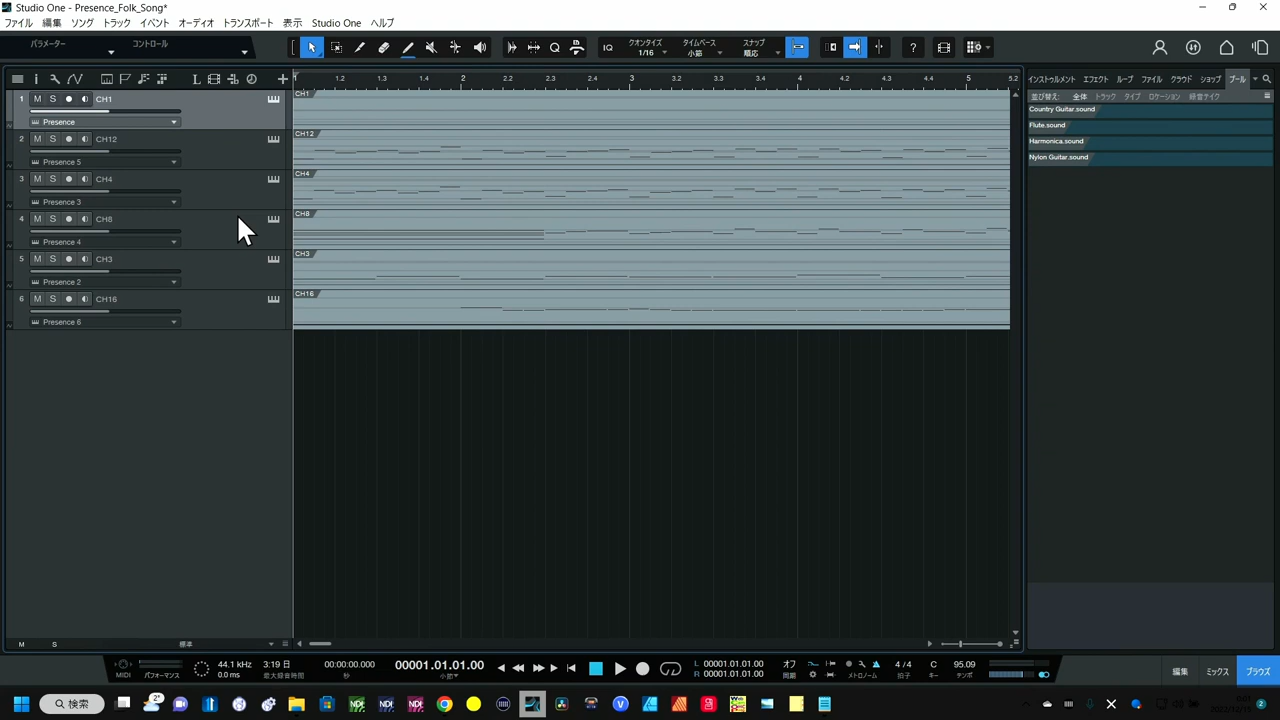 Studio One - Presence_Folk_Song*
ファイル 編集 ソング トラック イベント オーディオ トランスポート 表示 Studio One ヘルプ
パラメーター コントロール IQ クオンタイズ 1/16 タイムベース 小節 スナップ 順応 ?
インストゥルメント エフェクト ループ ファイル クラウド ショップ プール
1.2 1.3 1.4 2 2.2 2.3 2.4 3 3.2 3.3 3.4 4 4.2 4.3 4.4 5 5.2
並び替え: 全体 トラック タイプ ロケーション 録音テイク
1 M S CH1
Presence
2 M S CH12
Presence 5
3 M S CH4
Presence 3
4 M S CH8
Presence 4
5 M S CH3
Presence 2
6 M S CH16
Presence 6
CH1
CH12
CH4
CH8
CH3
CH16
Country Guitar.sound
Flute.sound
Harmonica.sound
Nylon Guitar.sound
M S 標準
MIDI パフォーマンス
44.1 kHz
0.0 ms
3:19 日
最大録音時間
00:00:00.000
秒
00001.01.01.00
小節
L 00001.01.01.00
R 00001.01.01.00
オフ
同期
メトロノーム
4 / 4
拍子
C
キー
95.09
テンポ
編集 ミックス ブラウズ
検索
2°